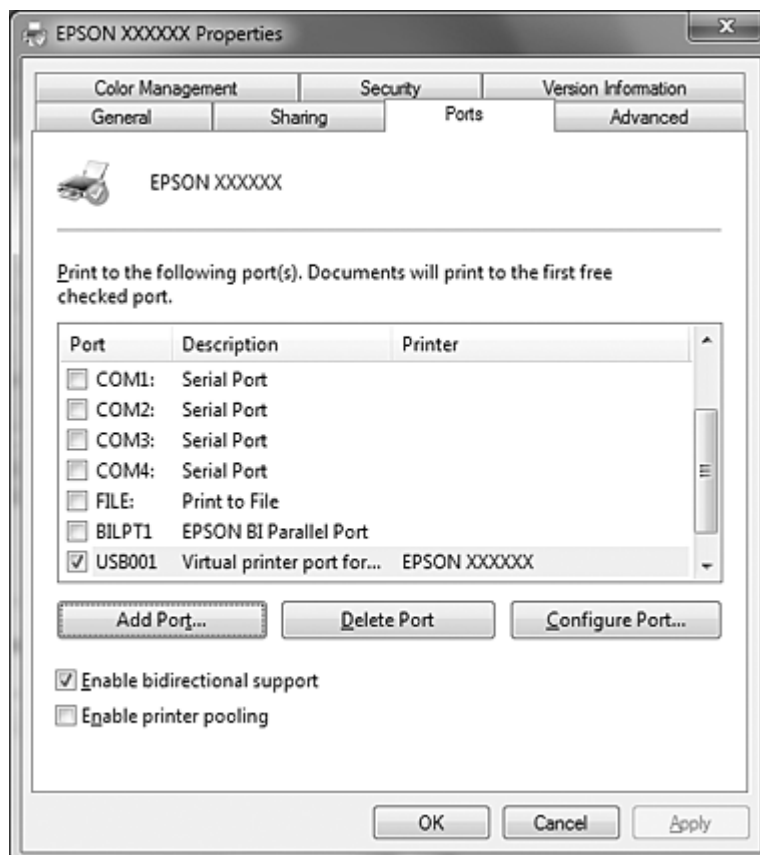 EPSON XXXXXX Properties
Color Management Security Version Information
General Sharing Ports Advanced
EPSON XXXXXX
Print to the following port(s). Documents will print to the first free
checked port.
Port Description Printer
COM1: Serial Port
COM2: Serial Port
COM3: Serial Port
COM4: Serial Port
FILE: Print to File
BILPT1 EPSON BI Parallel Port
USB001 Virtual printer port for... EPSON XXXXXX
Add Port... Delete Port Configure Port...
Enable bidirectional support
Enable printer pooling
OK Cancel Apply